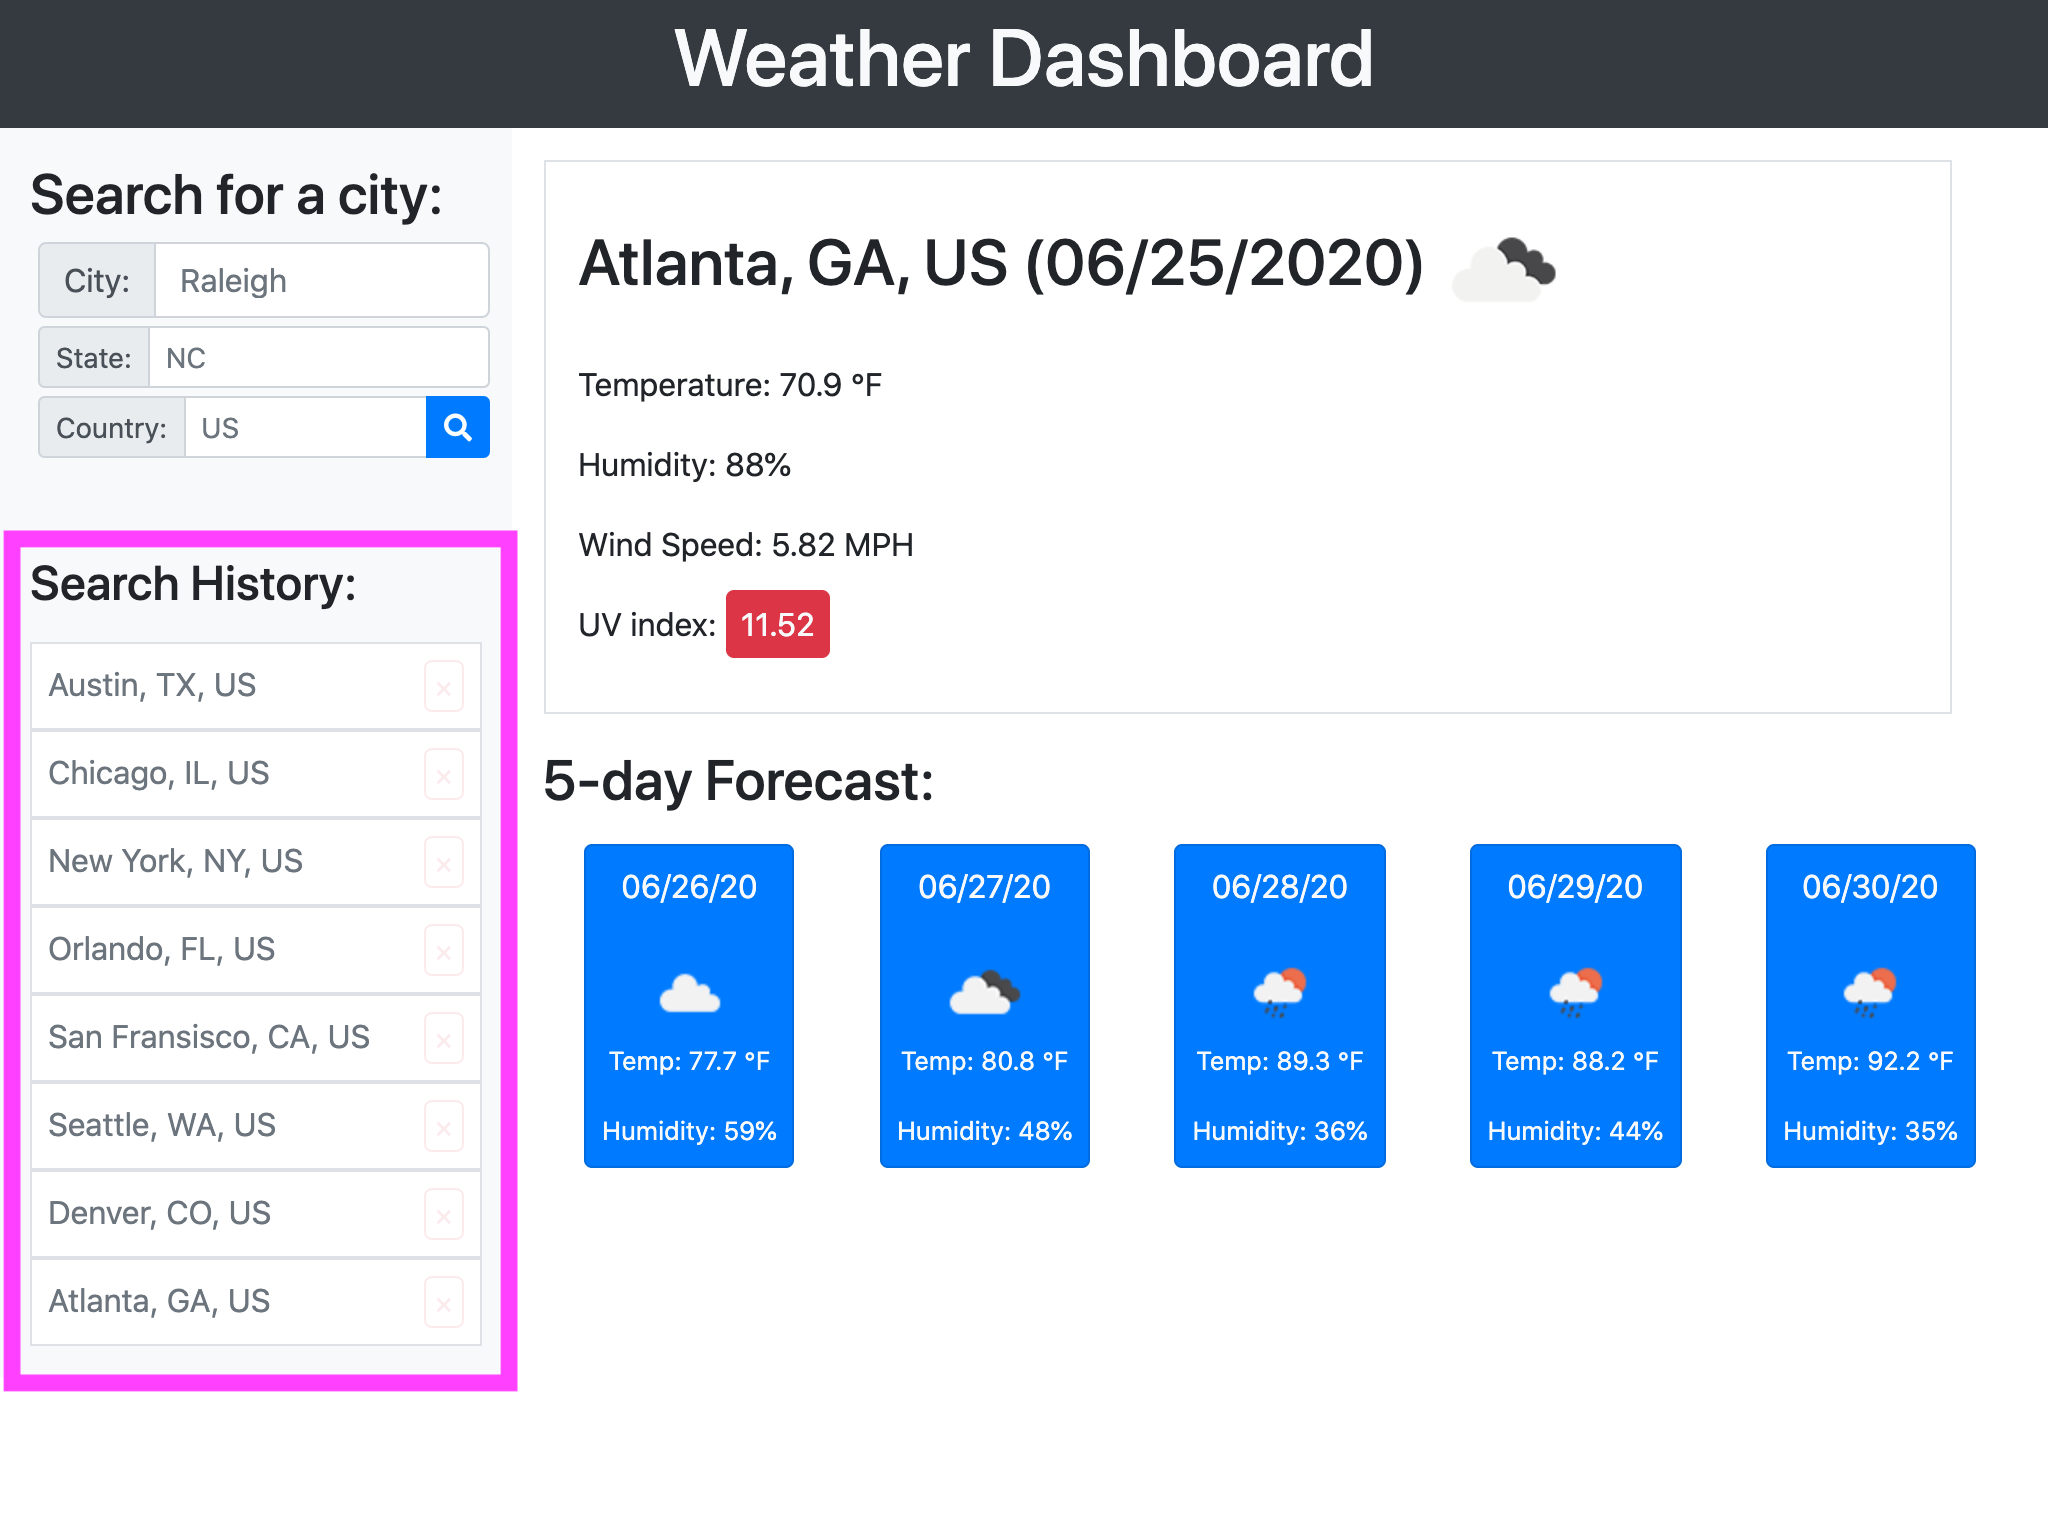 Weather Dashboard
Search for a city:
City: Raleigh
State: NC
Country: US
Search History:
Austin, TX, US ×
Chicago, IL, US ×
New York, NY, US ×
Orlando, FL, US ×
San Fransisco, CA, US ×
Seattle, WA, US ×
Denver, CO, US ×
Atlanta, GA, US ×
Atlanta, GA, US (06/25/2020)
Temperature: 70.9 °F
Humidity: 88%
Wind Speed: 5.82 MPH
UV index: 11.52
5-day Forecast:
06/26/20
Temp: 77.7 °F
Humidity: 59%
06/27/20
Temp: 80.8 °F
Humidity: 48%
06/28/20
Temp: 89.3 °F
Humidity: 36%
06/29/20
Temp: 88.2 °F
Humidity: 44%
06/30/20
Temp: 92.2 °F
Humidity: 35%